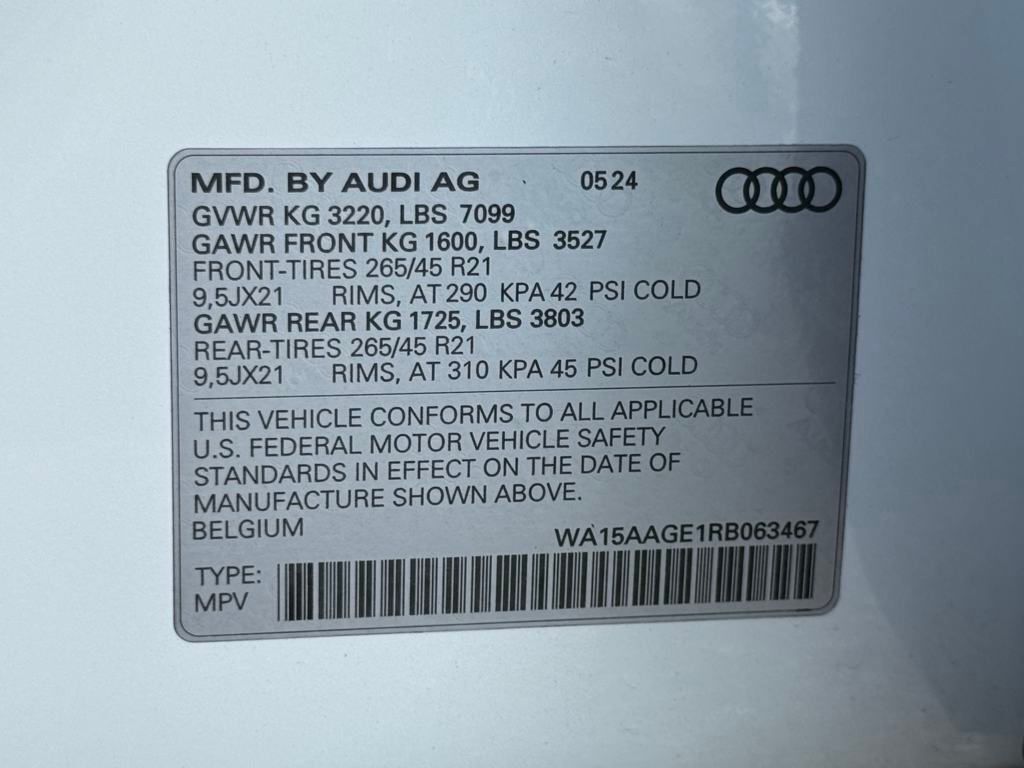 MFD. BY AUDI AG 0524
GVWR KG 3220, LBS 7099
GAWR FRONT KG 1600, LBS 3527
FRONT-TIRES 265/45 R21
9,5JX21 RIMS, AT 290 KPA 42 PSI COLD
GAWR REAR KG 1725, LBS 3803
REAR-TIRES 265/45 R21
9,5JX21 RIMS, AT 310 KPA 45 PSI COLD
THIS VEHICLE CONFORMS TO ALL APPLICABLE
U.S. FEDERAL MOTOR VEHICLE SAFETY
STANDARDS IN EFFECT ON THE DATE OF
MANUFACTURE SHOWN ABOVE.
BELGIUM WA15AAGE1RB063467
TYPE:
MPV